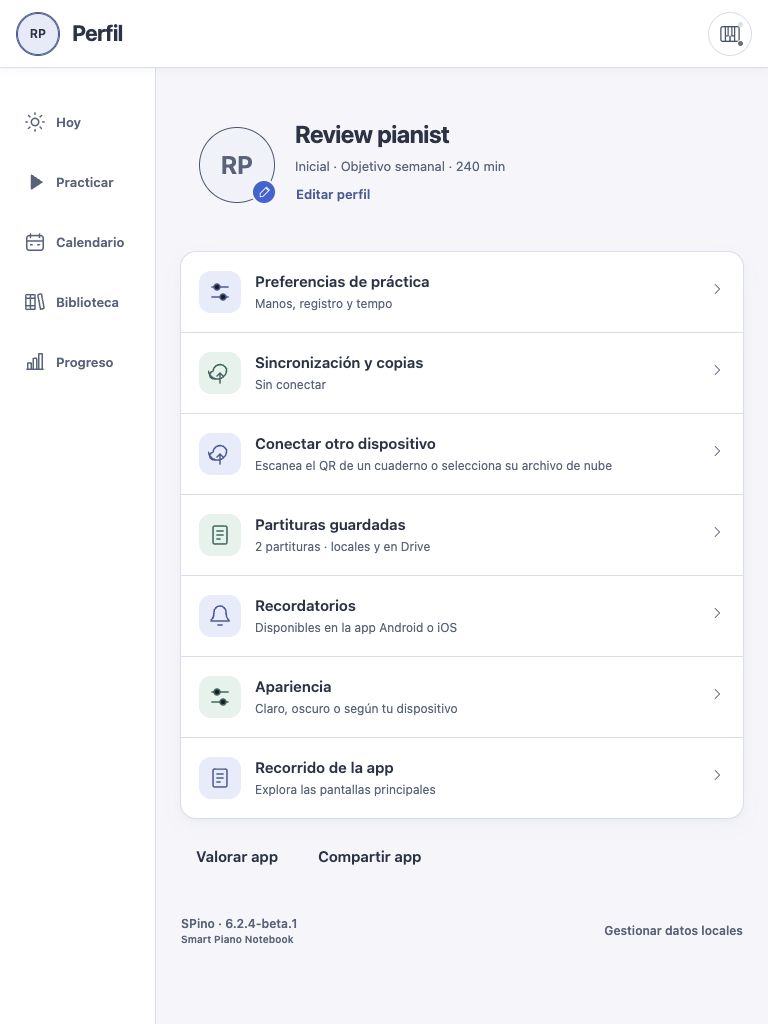 RP
Perfil
Hoy
Practicar
Calendario
Biblioteca
Progreso
RP
Review pianist
Inicial · Objetivo semanal · 240 min
Editar perfil
Preferencias de práctica
Manos, registro y tempo
Sincronización y copias
Sin conectar
Conectar otro dispositivo
Escanea el QR de un cuaderno o selecciona su archivo de nube
Partituras guardadas
2 partituras · locales y en Drive
Recordatorios
Disponibles en la app Android o iOS
Apariencia
Claro, oscuro o según tu dispositivo
Recorrido de la app
Explora las pantallas principales
Valorar app
Compartir app
SPino · 6.2.4-beta.1
Smart Piano Notebook
Gestionar datos locales